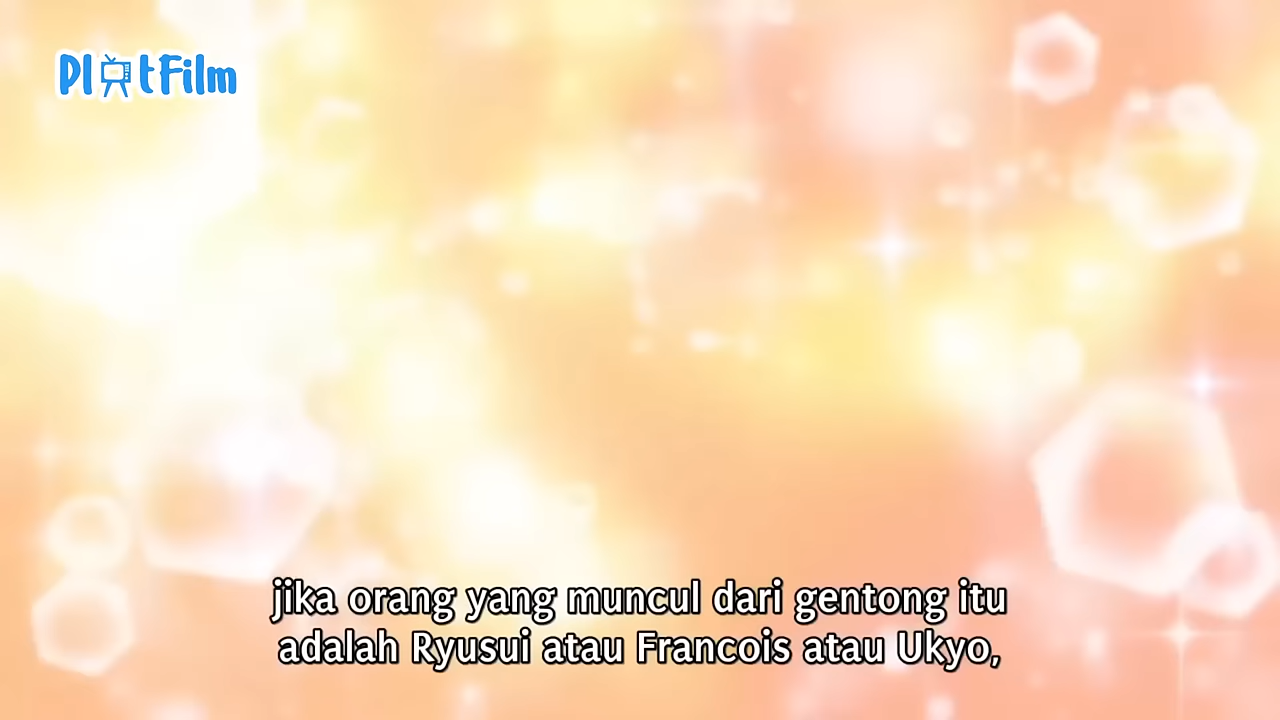 PlotFilm
jika orang yang muncul dari gentong itu
adalah Ryusui atau Francois atau Ukyo,